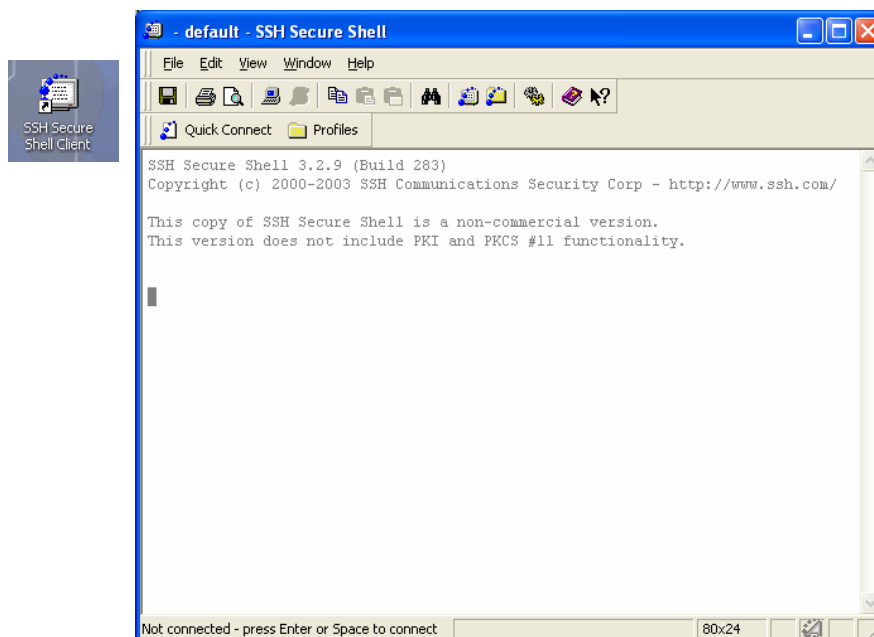 - default - SSH Secure Shell
File Edit View Window Help
SSH Secure
Shell Client
Quick Connect Profiles
SSH Secure Shell 3.2.9 (Build 283)
Copyright (c) 2000-2003 SSH Communications Security Corp - http://www.ssh.com/
This copy of SSH Secure Shell is a non-commercial version.
This version does not include PKI and PKCS #11 functionality.
Not connected - press Enter or Space to connect 80x24